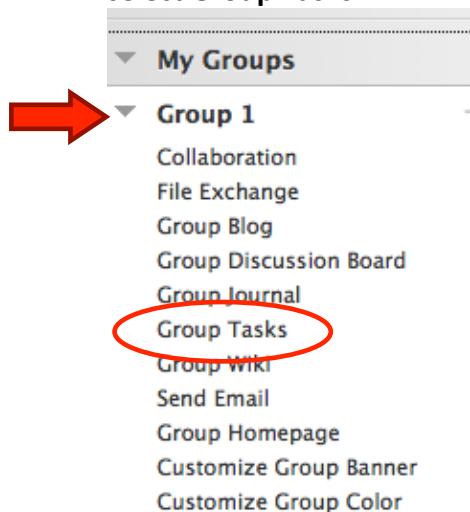 My Groups
Group 1
Collaboration
File Exchange
Group Blog
Group Discussion Board
Group Journal
Group Tasks
Group Wiki
Send Email
Group Homepage
Customize Group Banner
Customize Group Color